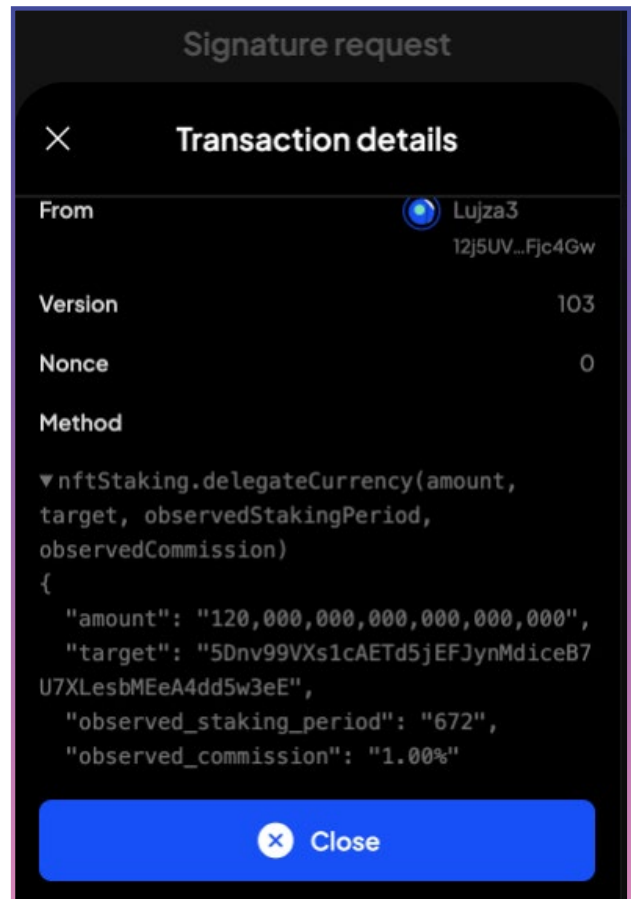 Signature request
Transaction details
From Lujza3
12j5UV...Fjc4Gw
Version 103
Nonce 0
Method
▼nftStaking.delegateCurrency(amount,
target, observedStakingPeriod,
observedCommission)
{
"amount": "120,000,000,000,000,000,000",
"target": "5Dnv99VXs1cAETd5jEFJynMdiceB7
U7XLesbMEeA4dd5w3eE",
"observed_staking_period": "672",
"observed_commission": "1.00%"
Close